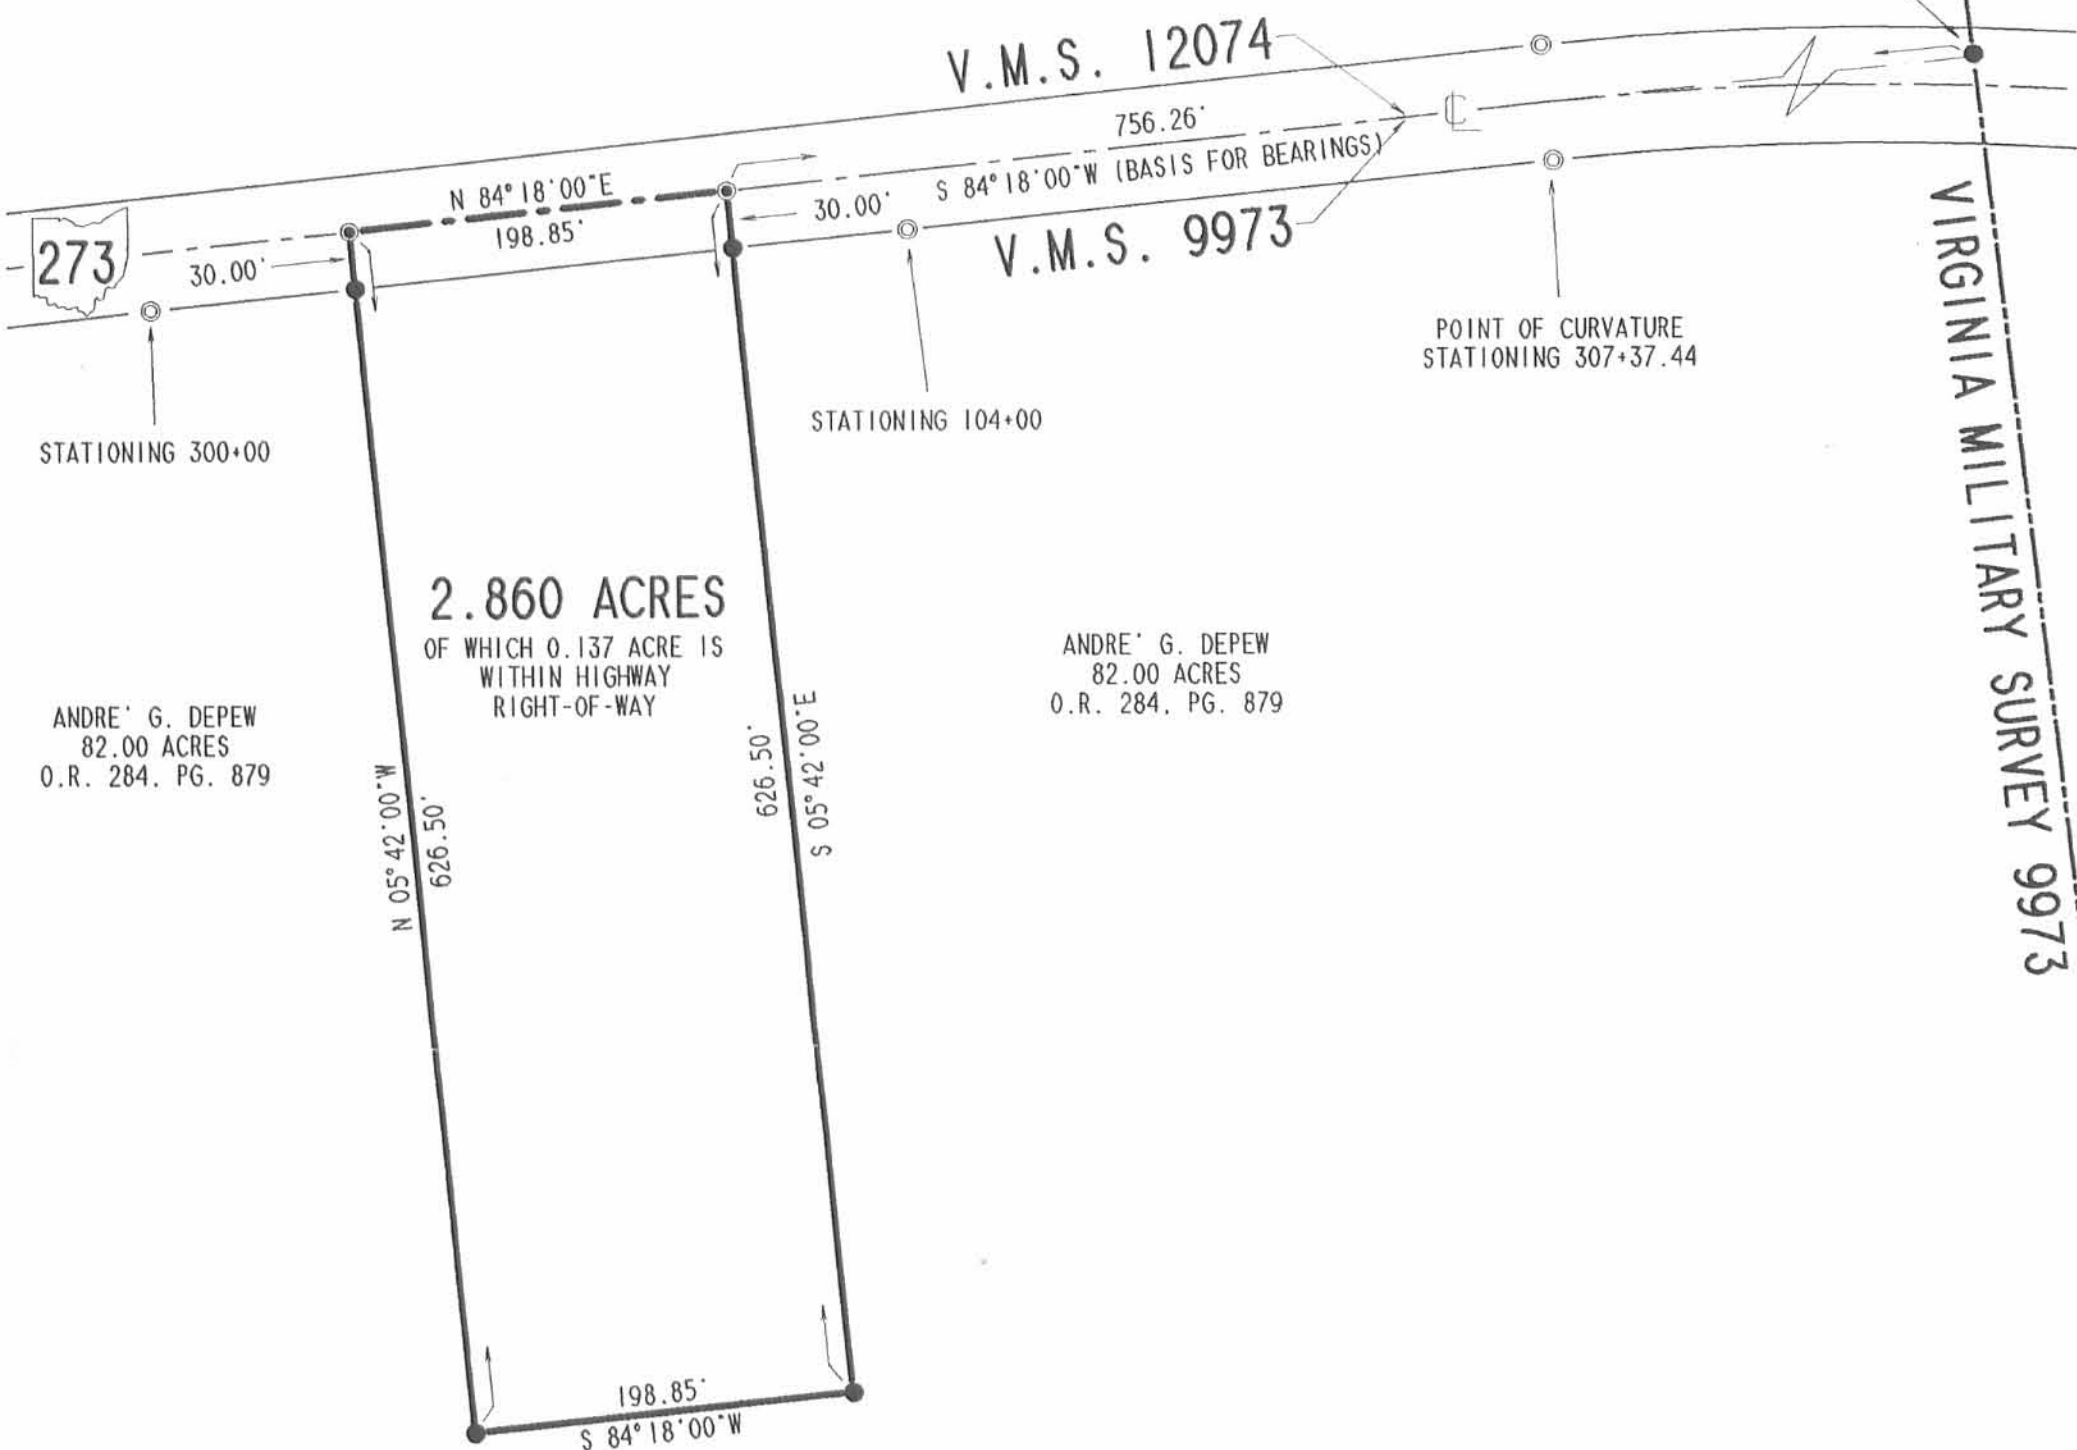 V.M.S. 12074
756.26'
S 84°18'00"W (BASIS FOR BEARINGS)
℄
N 84°18'00"E
198.85'
30.00'
V.M.S. 9973
273
30.00'
POINT OF CURVATURE
STATIONING 307+37.44
STATIONING 104+00
STATIONING 300+00
VIRGINIA MILITARY SURVEY 9973
2.860 ACRES
OF WHICH 0.137 ACRE IS
WITHIN HIGHWAY
RIGHT-OF-WAY
ANDRE' G. DEPEW
82.00 ACRES
O.R. 284, PG. 879
ANDRE' G. DEPEW
82.00 ACRES
O.R. 284, PG. 879
N 05°42'00"W
626.50'
626.50'
S 05°42'00"E
198.85'
S 84°18'00"W